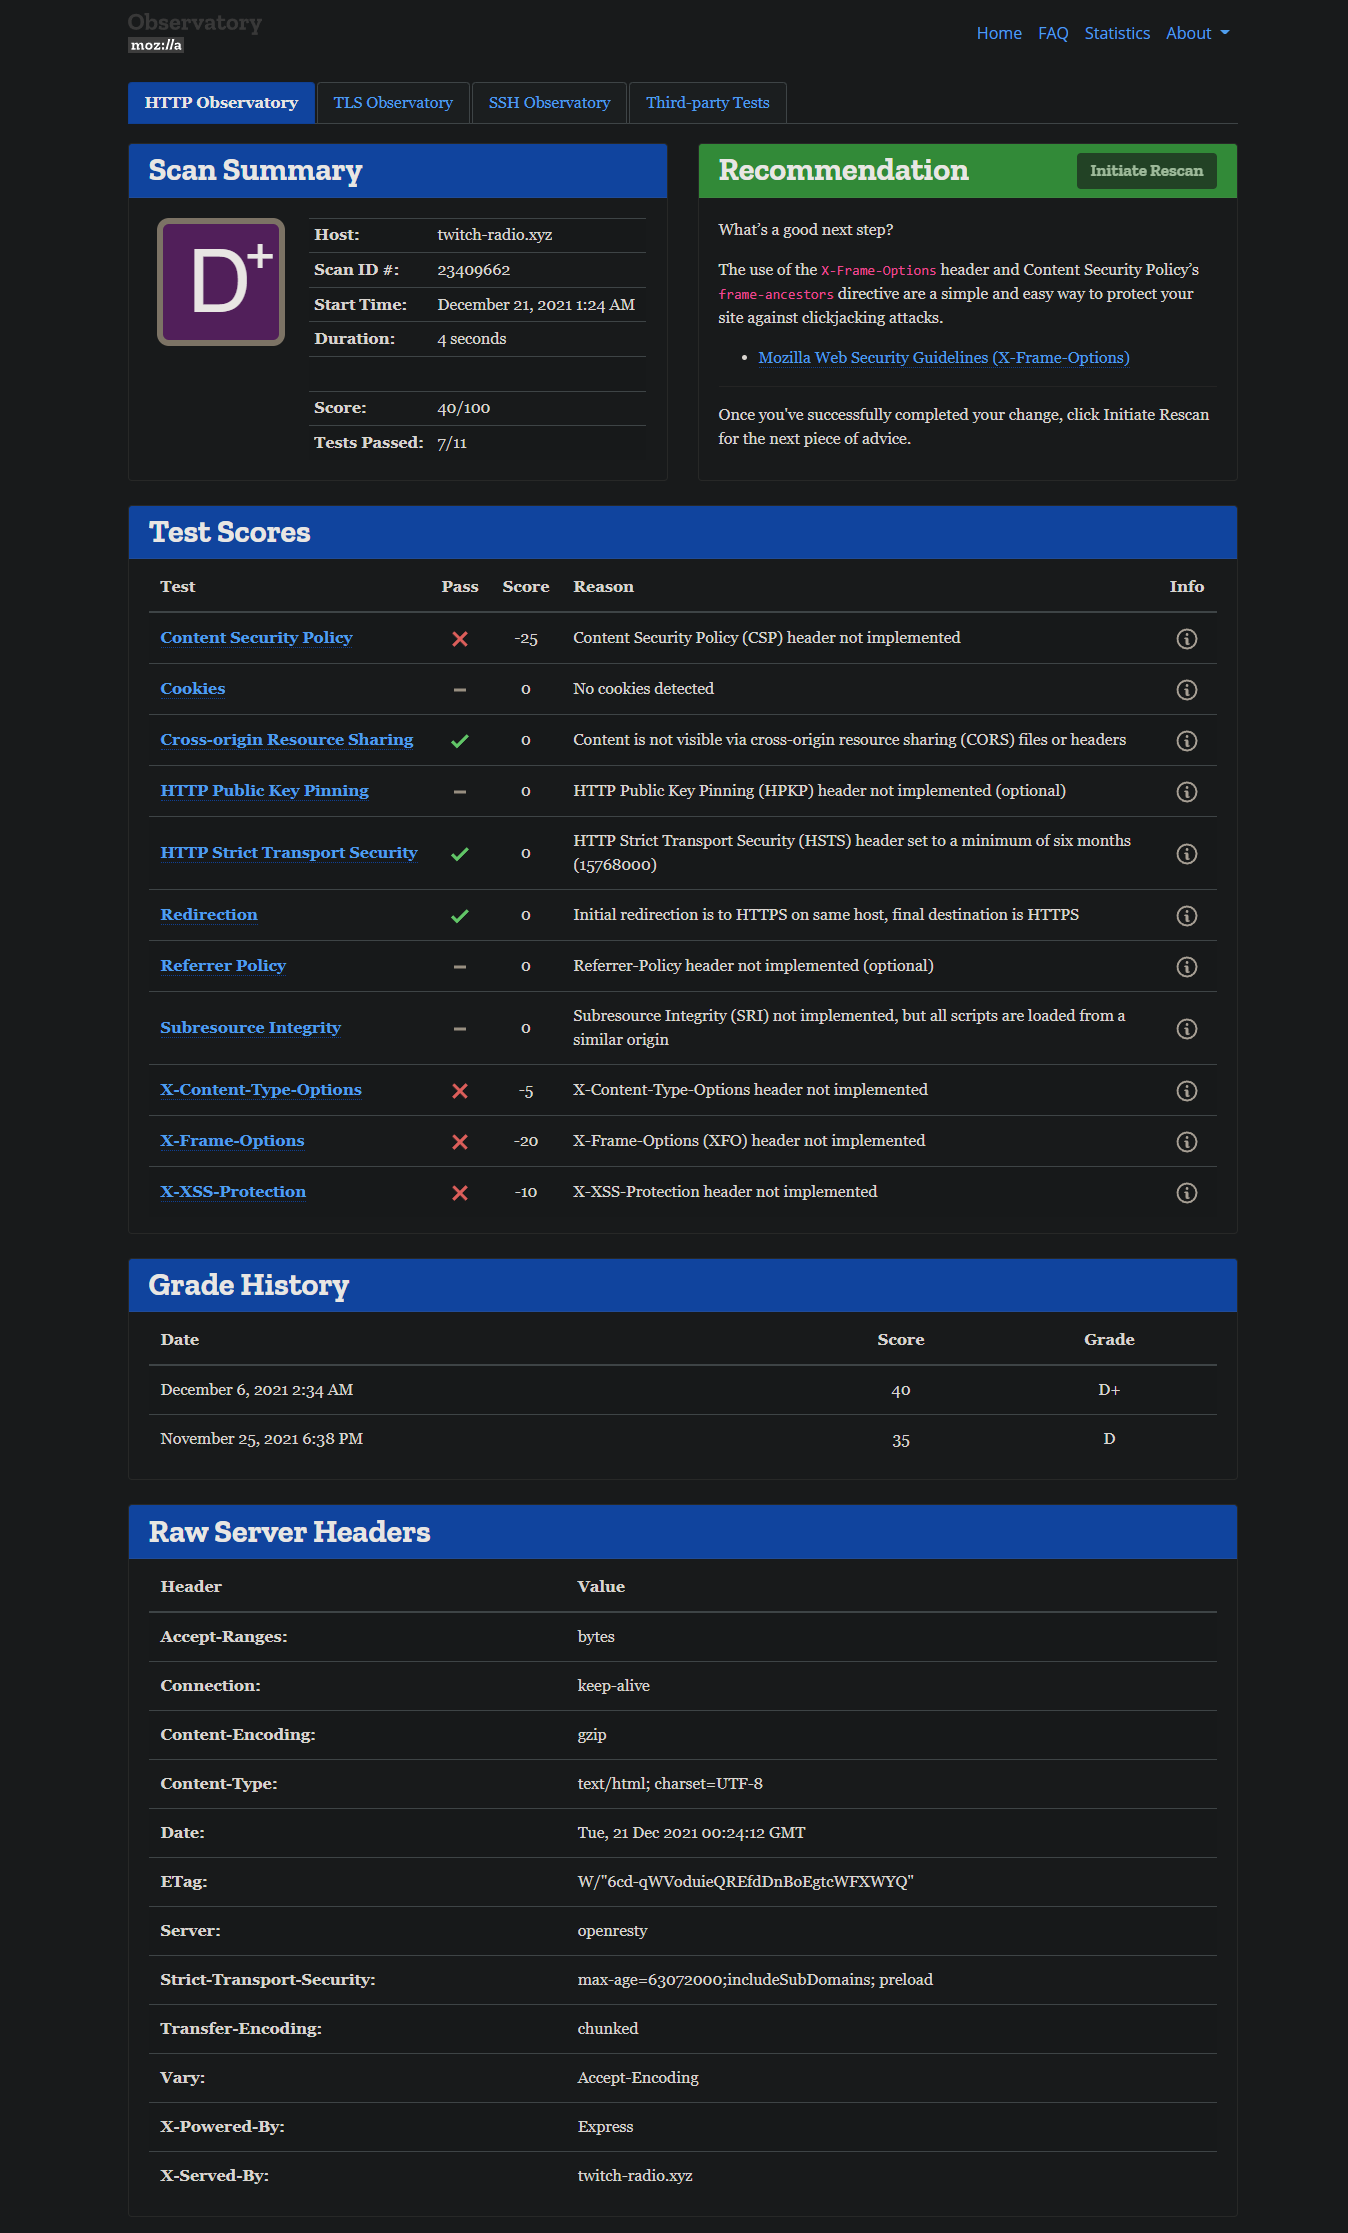 Observatory
moz://a
Home FAQ Statistics About
HTTP Observatory TLS Observatory SSH Observatory Third-party Tests
Scan Summary
D+
Host: twitch-radio.xyz
Scan ID #: 23409662
Start Time: December 21, 2021 1:24 AM
Duration: 4 seconds
Score: 40/100
Tests Passed: 7/11
Recommendation Initiate Rescan
What’s a good next step?
The use of the X-Frame-Options header and Content Security Policy’s
frame-ancestors directive are a simple and easy way to protect your
site against clickjacking attacks.
• Mozilla Web Security Guidelines (X-Frame-Options)
Once you've successfully completed your change, click Initiate Rescan
for the next piece of advice.
Test Scores
Test Pass Score Reason Info
Content Security Policy -25 Content Security Policy (CSP) header not implemented
Cookies 0 No cookies detected
Cross-origin Resource Sharing 0 Content is not visible via cross-origin resource sharing (CORS) files or headers
HTTP Public Key Pinning 0 HTTP Public Key Pinning (HPKP) header not implemented (optional)
HTTP Strict Transport Security 0 HTTP Strict Transport Security (HSTS) header set to a minimum of six months
(15768000)
Redirection 0 Initial redirection is to HTTPS on same host, final destination is HTTPS
Referrer Policy 0 Referrer-Policy header not implemented (optional)
Subresource Integrity 0 Subresource Integrity (SRI) not implemented, but all scripts are loaded from a
similar origin
X-Content-Type-Options -5 X-Content-Type-Options header not implemented
X-Frame-Options -20 X-Frame-Options (XFO) header not implemented
X-XSS-Protection -10 X-XSS-Protection header not implemented
Grade History
Date Score Grade
December 6, 2021 2:34 AM 40 D+
November 25, 2021 6:38 PM 35 D
Raw Server Headers
Header Value
Accept-Ranges: bytes
Connection: keep-alive
Content-Encoding: gzip
Content-Type: text/html; charset=UTF-8
Date: Tue, 21 Dec 2021 00:24:12 GMT
ETag: W/"6cd-qWVoduieQREfdDnBoEgtcWFXWYQ"
Server: openresty
Strict-Transport-Security: max-age=63072000;includeSubDomains; preload
Transfer-Encoding: chunked
Vary: Accept-Encoding
X-Powered-By: Express
X-Served-By: twitch-radio.xyz